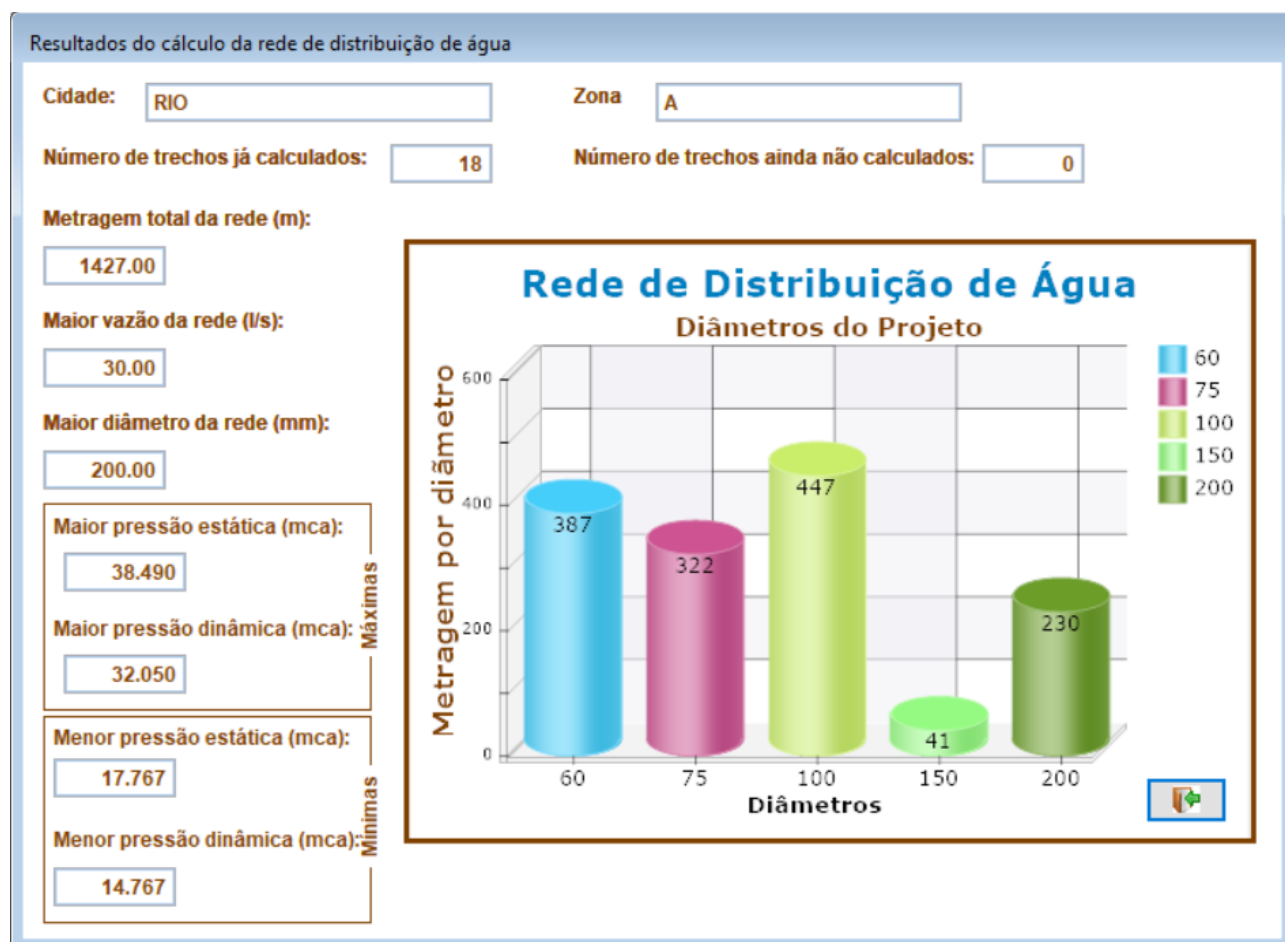 Resultados do cálculo da rede de distribuição de água
Cidade: RIO Zona A
Número de trechos já calculados: 18 Número de trechos ainda não calculados: 0
Metragem total da rede (m):
1427.00
Maior vazão da rede (l/s):
30.00
Maior diâmetro da rede (mm):
200.00
Maior pressão estática (mca):
38.490
Maior pressão dinâmica (mca):
32.050
Máximas
Menor pressão estática (mca):
17.767
Menor pressão dinâmica (mca):
14.767
Mínimas
Rede de Distribuição de Água
Diâmetros do Projeto
Metragem por diâmetro
600
400
200
0
387
322
447
41
230
60 75 100 150 200
Diâmetros
60
75
100
150
200